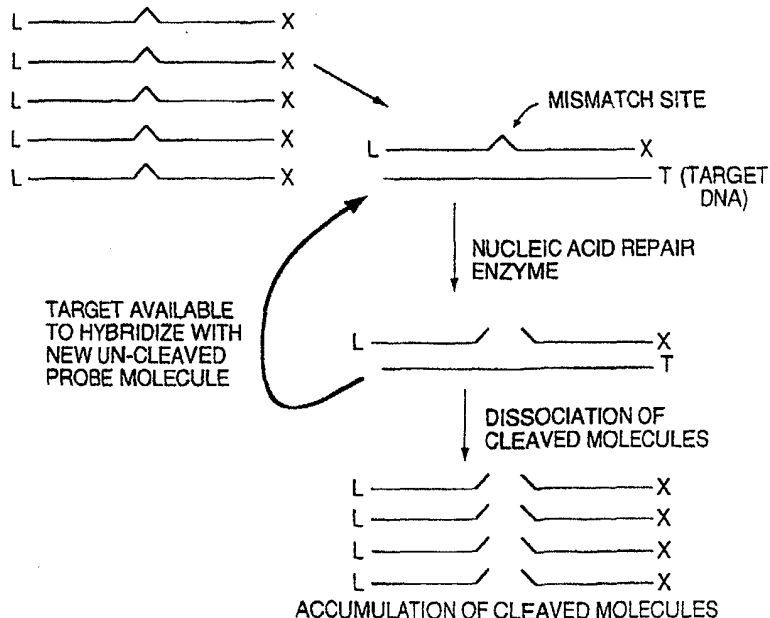 L X
L X
L X
L X
L X
MISMATCH SITE
L X
T (TARGET
DNA)
NUCLEIC ACID REPAIR
ENZYME
TARGET AVAILABLE
TO HYBRIDIZE WITH
NEW UN-CLEAVED
PROBE MOLECULE
L X
T
DISSOCIATION OF
CLEAVED MOLECULES
L X
L X
L X
L X
ACCUMULATION OF CLEAVED MOLECULES